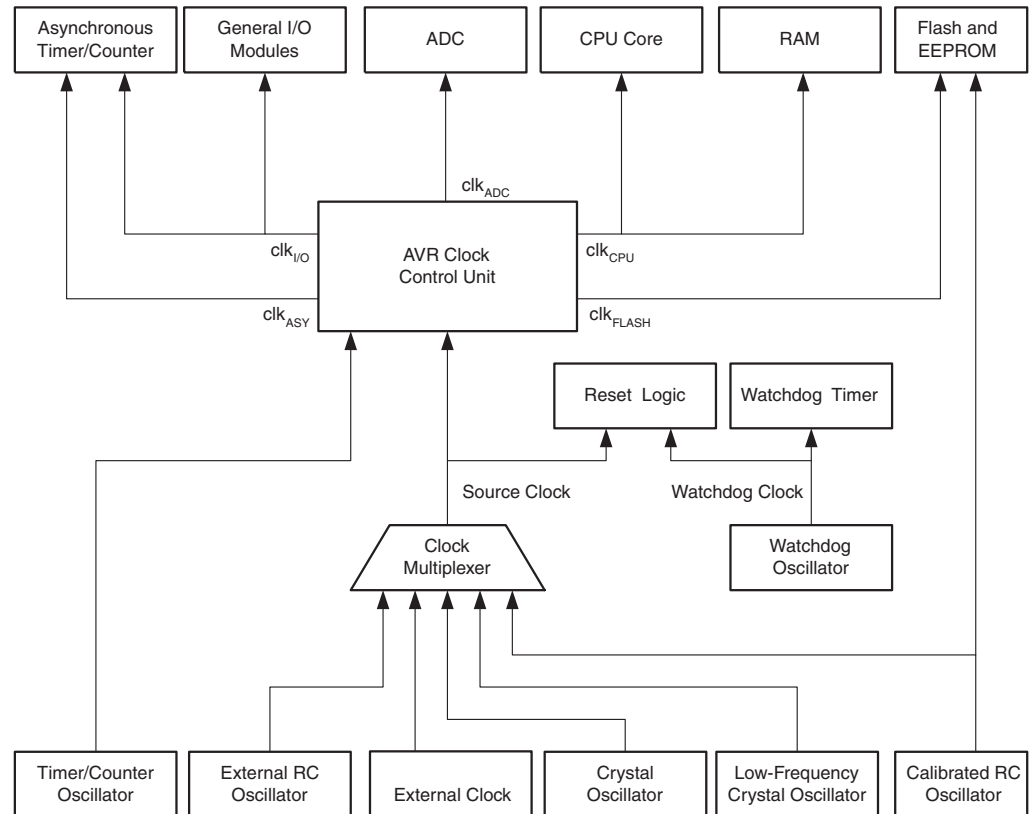 Asynchronous
Timer/Counter
General I/O
Modules
ADC
CPU Core
RAM
Flash and
EEPROM
clkADC
clkI/O
AVR Clock
Control Unit
clkCPU
clkASY
clkFLASH
Reset Logic
Watchdog Timer
Source Clock
Watchdog Clock
Clock
Multiplexer
Watchdog
Oscillator
Timer/Counter
Oscillator
External RC
Oscillator
External Clock
Crystal
Oscillator
Low-Frequency
Crystal Oscillator
Calibrated RC
Oscillator